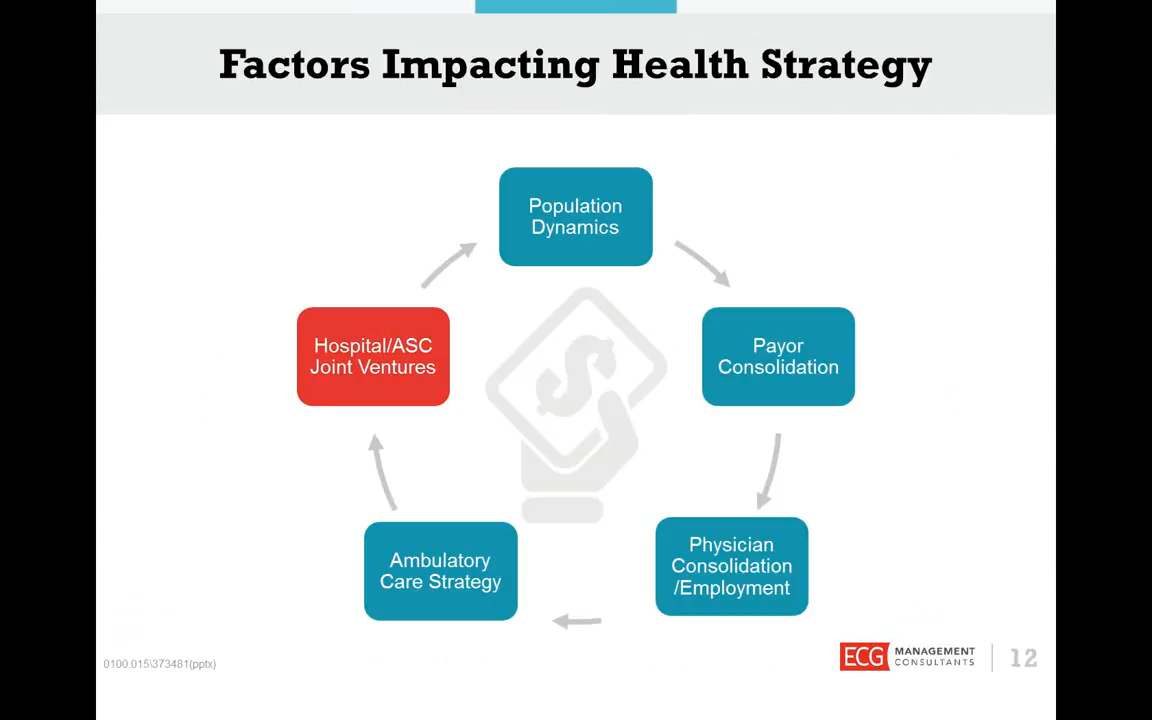 Factors Impacting Health Strategy
Population
Dynamics
Payor
Consolidation
Physician
Consolidation
/Employment
Ambulatory
Care Strategy
Hospital/ASC
Joint Ventures
$
0100.015\373481(pptx)
ECG
MANAGEMENT
CONSULTANTS
12